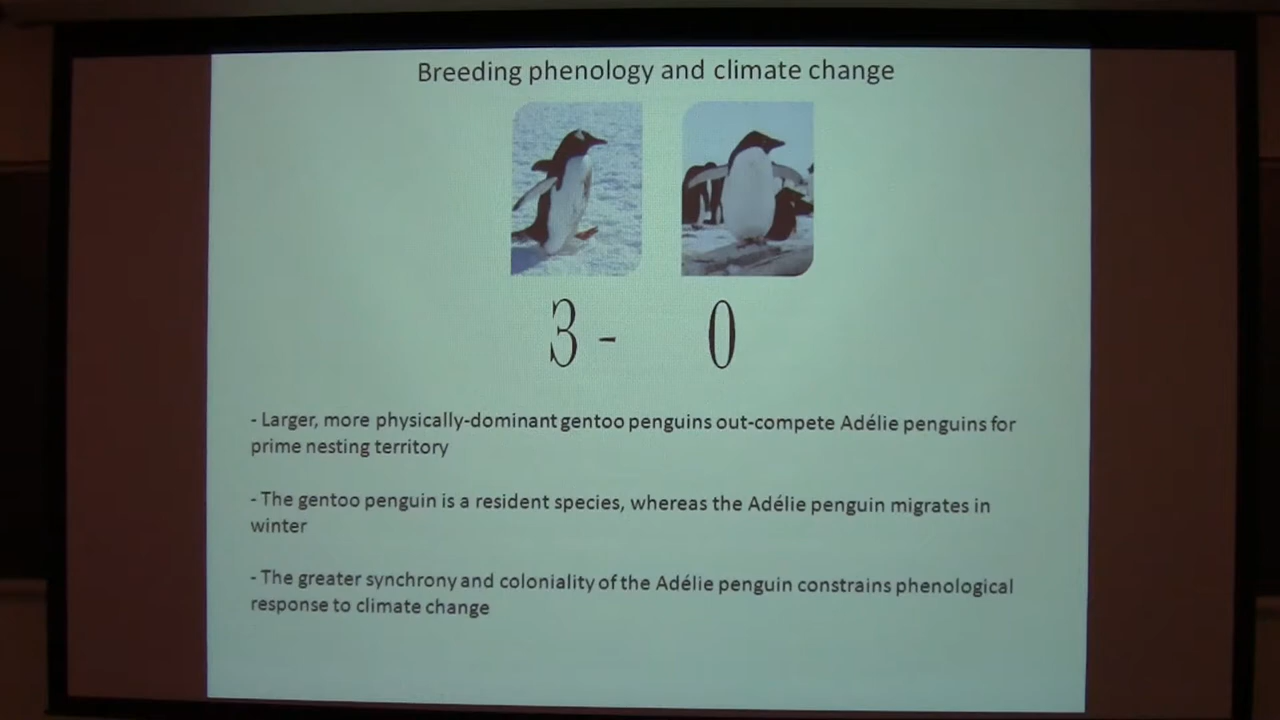 Breeding phenology and climate change
3 - 0
- Larger, more physically-dominant gentoo penguins out-compete Adélie penguins for
prime nesting territory
- The gentoo penguin is a resident species, whereas the Adélie penguin migrates in
winter
- The greater synchrony and coloniality of the Adélie penguin constrains phenological
response to climate change